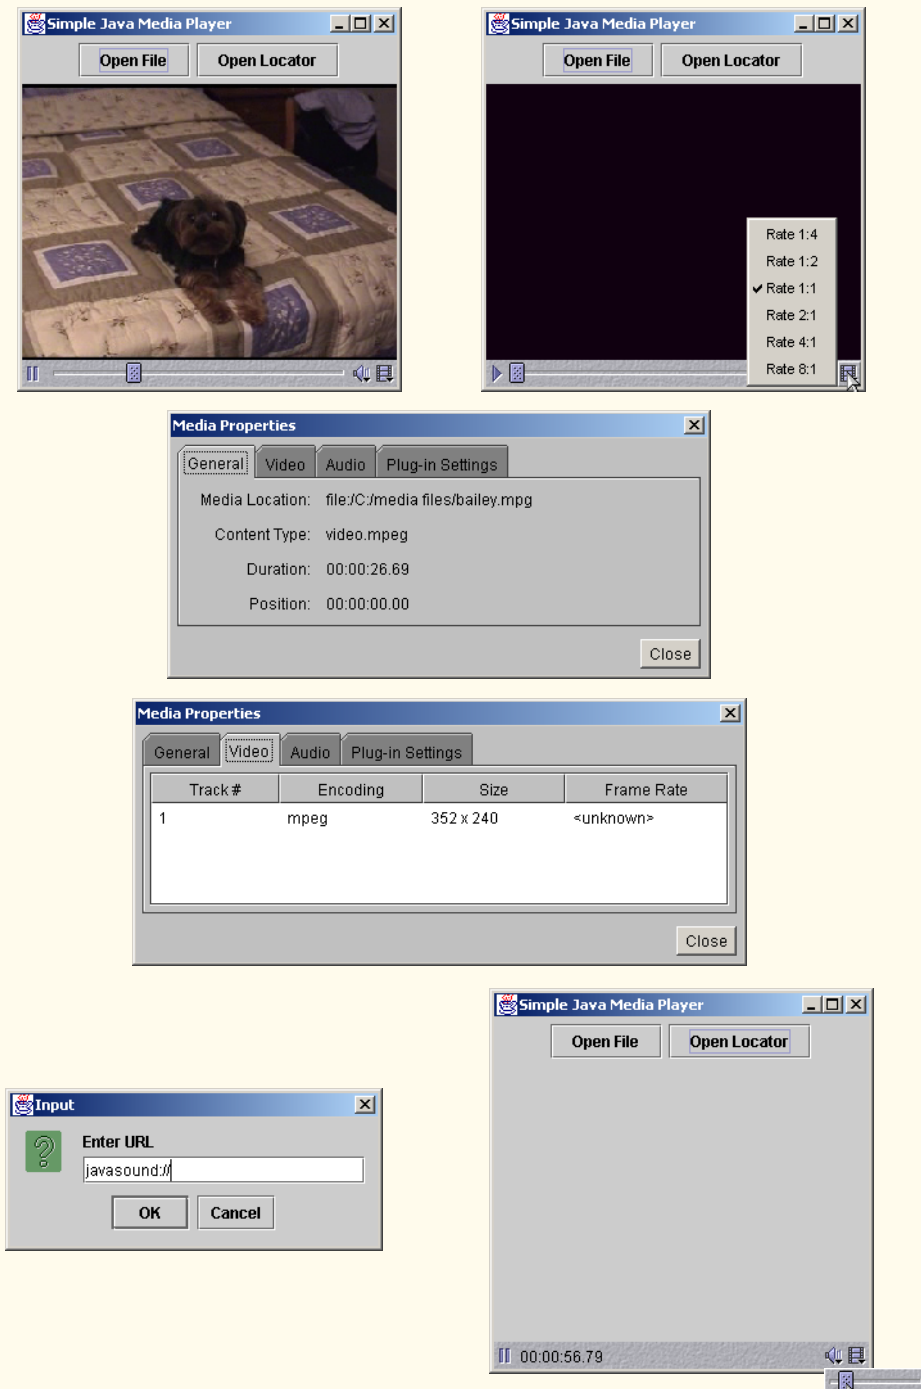 Simple Java Media Player
Open File Open Locator
Simple Java Media Player
Open File Open Locator
Rate 1:4
Rate 1:2
Rate 1:1
Rate 2:1
Rate 4:1
Rate 8:1
Media Properties
General Video Audio Plug-in Settings
Media Location: file:/C:/media files/bailey.mpg
Content Type: video.mpeg
Duration: 00:00:26.69
Position: 00:00:00.00
Close
Media Properties
General Video Audio Plug-in Settings
Track # Encoding Size Frame Rate
1 mpeg 352 x 240 <unknown>
Close
Simple Java Media Player
Open File Open Locator
00:00:56.79
Input
Enter URL
javasound://
OK Cancel